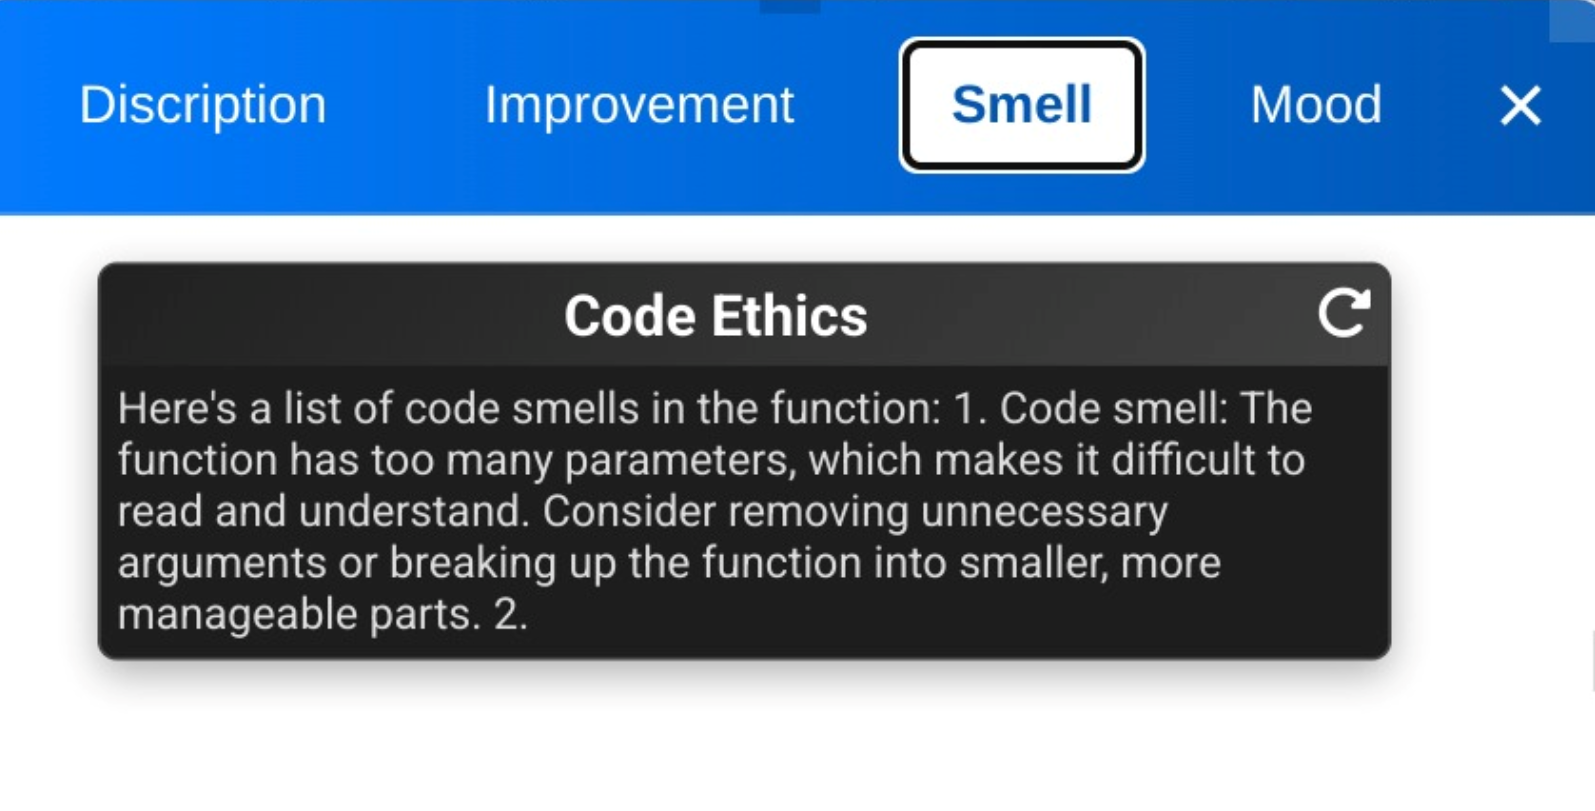 Discription Improvement Smell Mood
Code Ethics
Here's a list of code smells in the function: 1. Code smell: The
function has too many parameters, which makes it difficult to
read and understand. Consider removing unnecessary
arguments or breaking up the function into smaller, more
manageable parts. 2.